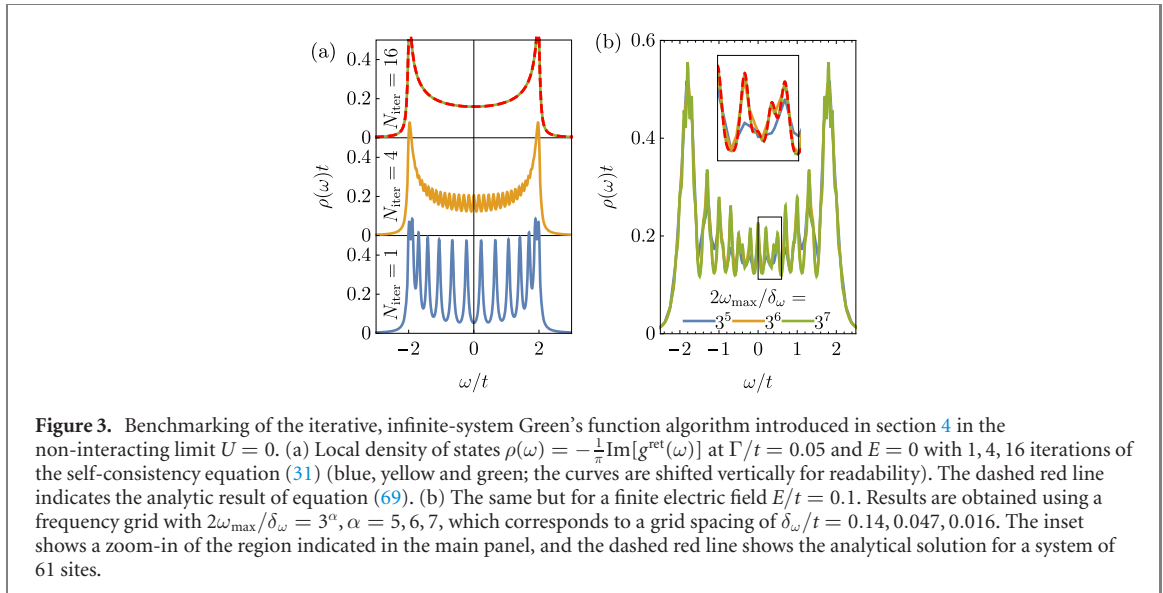 (a)
0.4
0.2
0
0.4
0.2
0
0.4
0.2
0
ρ(ω)t
N_iter = 16
N_iter = 4
N_iter = 1
−2 0 2
ω/t
(b)
0.6
0.4
0.2
0
ρ(ω)t
2ω_max/δ_ω =
3^5 3^6 3^7
−2 −1 0 1 2
ω/t
Figure 3. Benchmarking of the iterative, infinite-system Green's function algorithm introduced in section 4 in the
non-interacting limit U = 0. (a) Local density of states ρ(ω) = −1/π Im[g^ret(ω)] at Γ/t = 0.05 and E = 0 with 1, 4, 16 iterations of
the self-consistency equation (31) (blue, yellow and green; the curves are shifted vertically for readability). The dashed red line
indicates the analytic result of equation (69). (b) The same but for a finite electric field E/t = 0.1. Results are obtained using a
frequency grid with 2ω_max/δ_ω = 3^α, α = 5, 6, 7, which corresponds to a grid spacing of δ_ω/t = 0.14, 0.047, 0.016. The inset
shows a zoom-in of the region indicated in the main panel, and the dashed red line shows the analytical solution for a system of
61 sites.